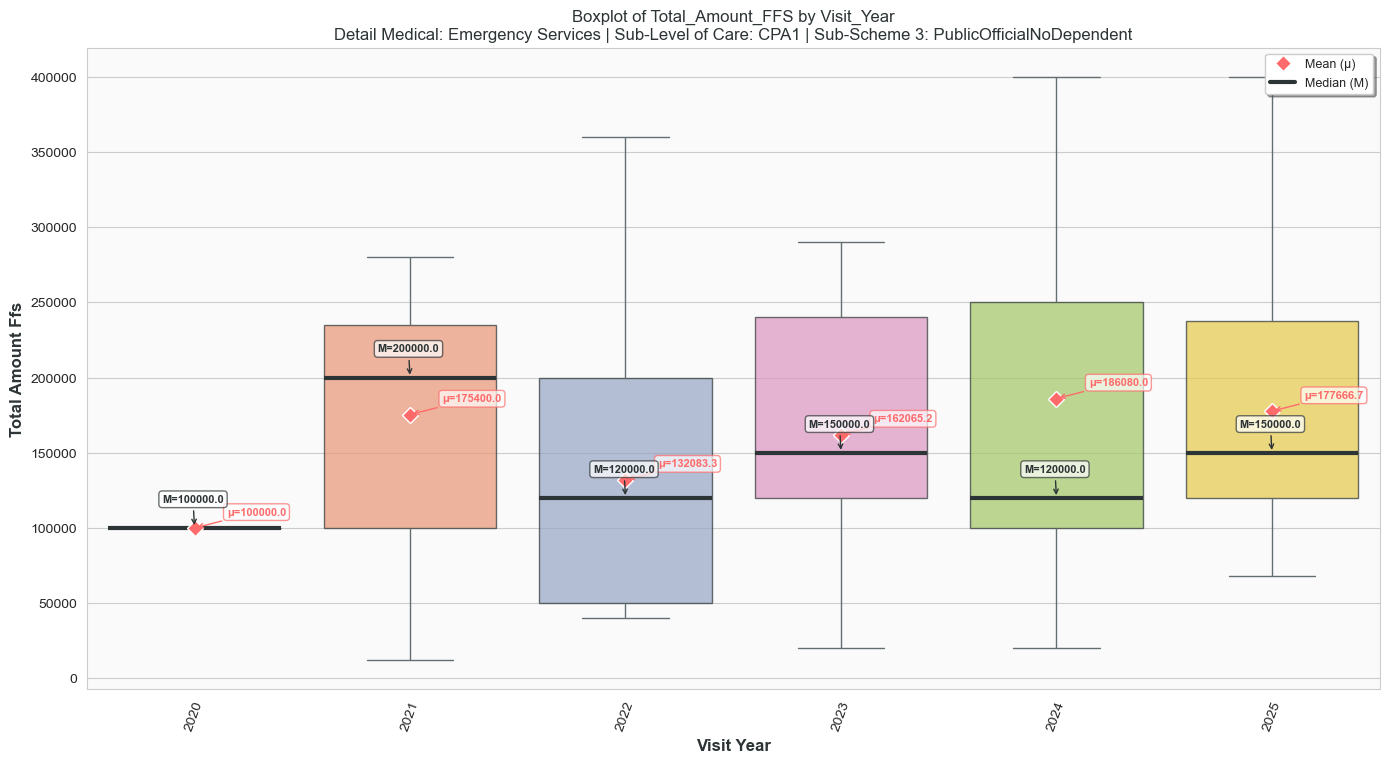 Boxplot of Total_Amount_FFS by Visit_Year
Detail Medical: Emergency Services | Sub-Level of Care: CPA1 | Sub-Scheme 3: PublicOfficialNoDependent
Mean (μ)
Median (M)
Total Amount Ffs
400000
350000
300000
250000
200000
150000
100000
50000
0
M=100000.0
μ=100000.0
M=200000.0
μ=175400.0
M=120000.0
μ=132083.3
M=150000.0
μ=162065.2
M=120000.0
μ=186080.0
M=150000.0
μ=177666.7
2020
2021
2022
2023
2024
2025
Visit Year